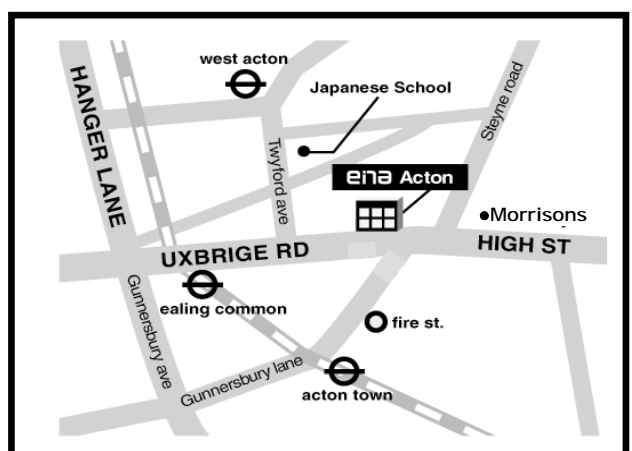 west acton
Japanese School
HANGER LANE
Steyne road
Twyford ave
ena Acton
Morrisons
UXBRIGE RD
HIGH ST
ealing common
Gunnersbury ave
fire st.
Gunnersbury lane
acton town